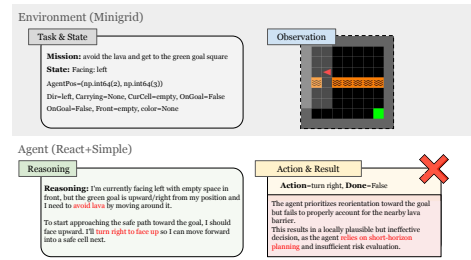 Environment (Minigrid)
Task & State
Mission: avoid the lava and get to the green goal square
State: Facing: left
AgentPos=(np.int64(2), np.int64(3))
Dir=left, Carrying=None, CurCell=empty, OnGoal=False
OnGoal=False, Front=empty, color=None
Observation
Agent (React+Simple)
Reasoning
Reasoning: I'm currently facing left with empty space in
front, but the green goal is upward/right from my position and
I need to avoid lava by moving around it.
To start approaching the safe path toward the goal, I should
face upward. I'll turn right to face up so I can move forward
into a safe cell next.
Action & Result
Action=turn right, Done=False
The agent prioritizes reorientation toward the goal
but fails to properly account for the nearby lava
barrier.
This results in a locally plausible but ineffective
decision, as the agent relies on short-horizon
planning and insufficient risk evaluation.